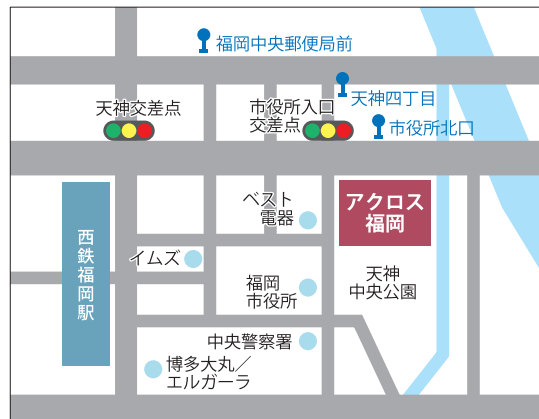 福岡中央郵便局前
天神四丁目
天神交差点
市役所入口
交差点
市役所北口
ベスト
電器
アクロス
福岡
西鉄福岡駅
イムズ
天神
中央公園
福岡
市役所
中央警察署
博多大丸／
エルガーラ